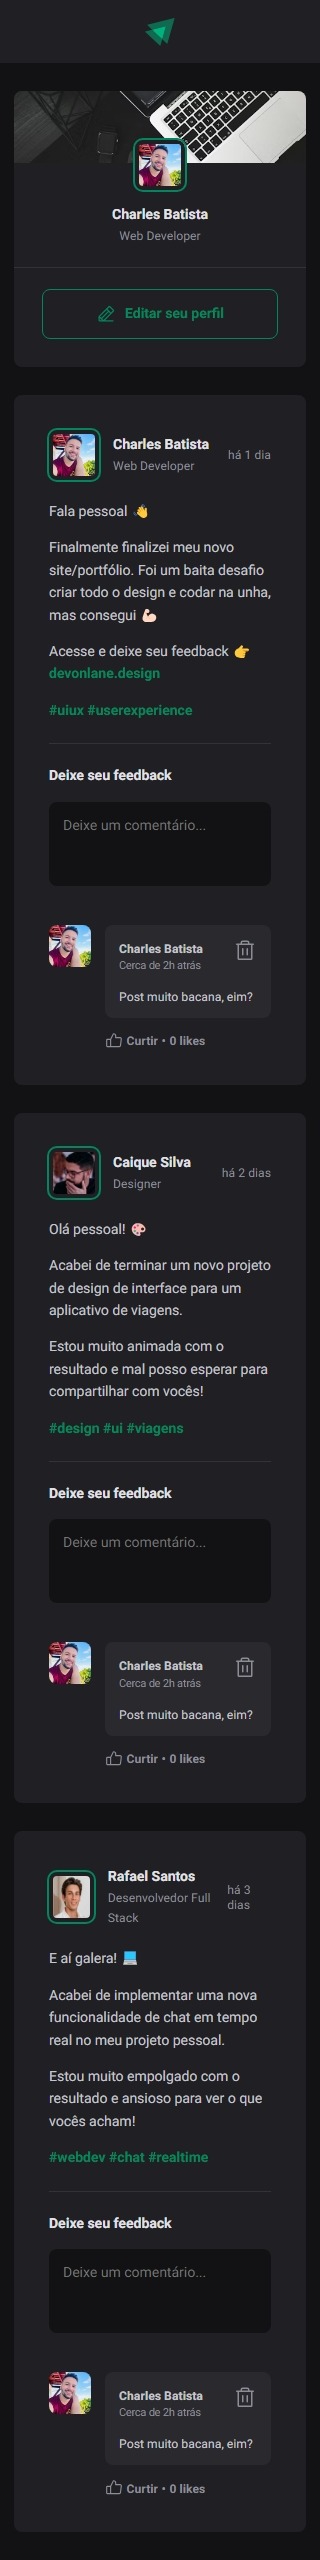 Charles Batista
Web Developer
Editar seu perfil
Charles Batista
Web Developer
há 1 dia
Fala pessoal 👋
Finalmente finalizei meu novo
site/portfólio. Foi um baita desafio
criar todo o design e codar na unha,
mas consegui 💪🏻
Acesse e deixe seu feedback 👉
devonlane.design
#uiux #userexperience
Deixe seu feedback
Deixe um comentário...
Charles Batista
Cerca de 2h atrás
Post muito bacana, eim?
Curtir • 0 likes
Caique Silva
Designer
há 2 dias
Olá pessoal! 🎨
Acabei de terminar um novo projeto
de design de interface para um
aplicativo de viagens.
Estou muito animada com o
resultado e mal posso esperar para
compartilhar com vocês!
#design #ui #viagens
Deixe seu feedback
Deixe um comentário...
Charles Batista
Cerca de 2h atrás
Post muito bacana, eim?
Curtir • 0 likes
Rafael Santos
Desenvolvedor Full
Stack
há 3
dias
E aí galera! 💻
Acabei de implementar uma nova
funcionalidade de chat em tempo
real no meu projeto pessoal.
Estou muito empolgado com o
resultado e ansioso para ver o que
vocês acham!
#webdev #chat #realtime
Deixe seu feedback
Deixe um comentário...
Charles Batista
Cerca de 2h atrás
Post muito bacana, eim?
Curtir • 0 likes